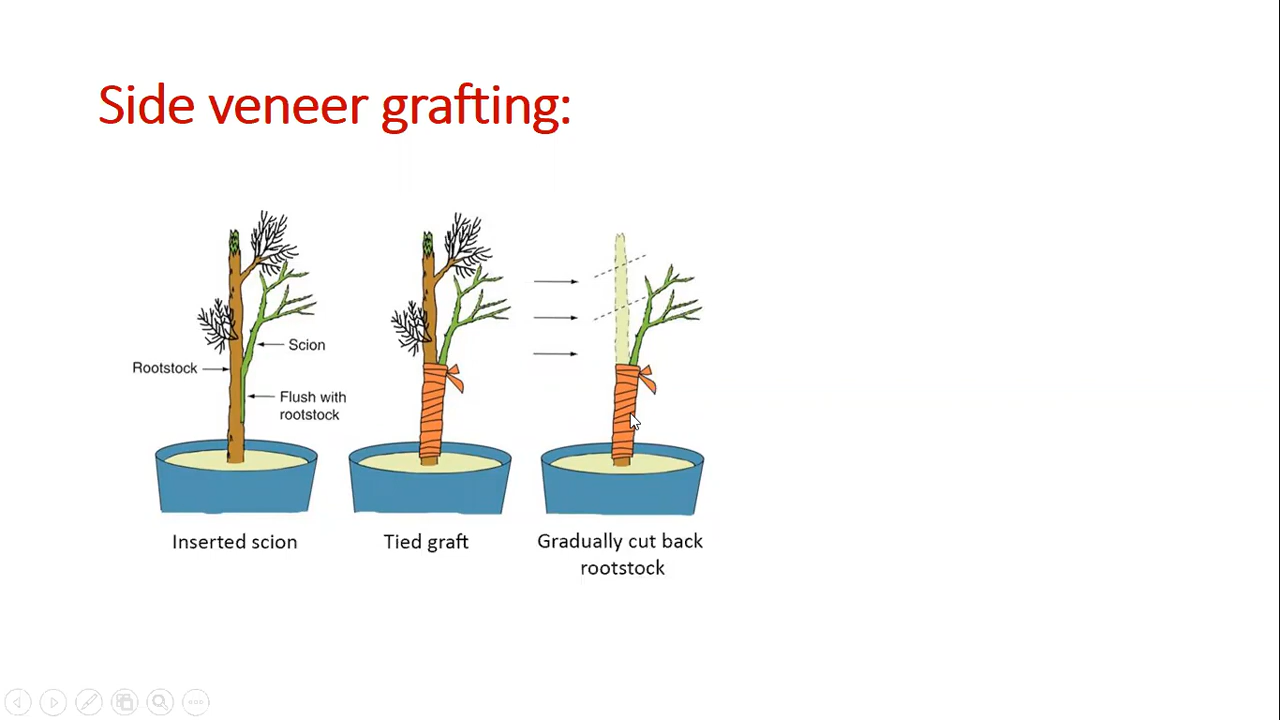 Side veneer grafting:
Scion
Rootstock
Flush with
rootstock
Inserted scion
Tied graft
Gradually cut back
rootstock